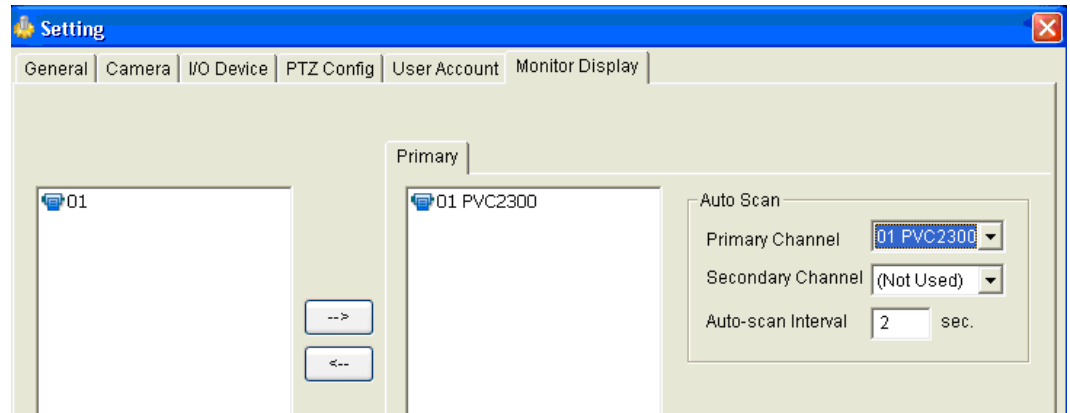 Setting
General Camera I/O Device PTZ Config User Account Monitor Display
Primary
01
01 PVC2300
Auto Scan
Primary Channel 01 PVC2300
Secondary Channel (Not Used)
Auto-scan Interval 2 sec.
-->
<--